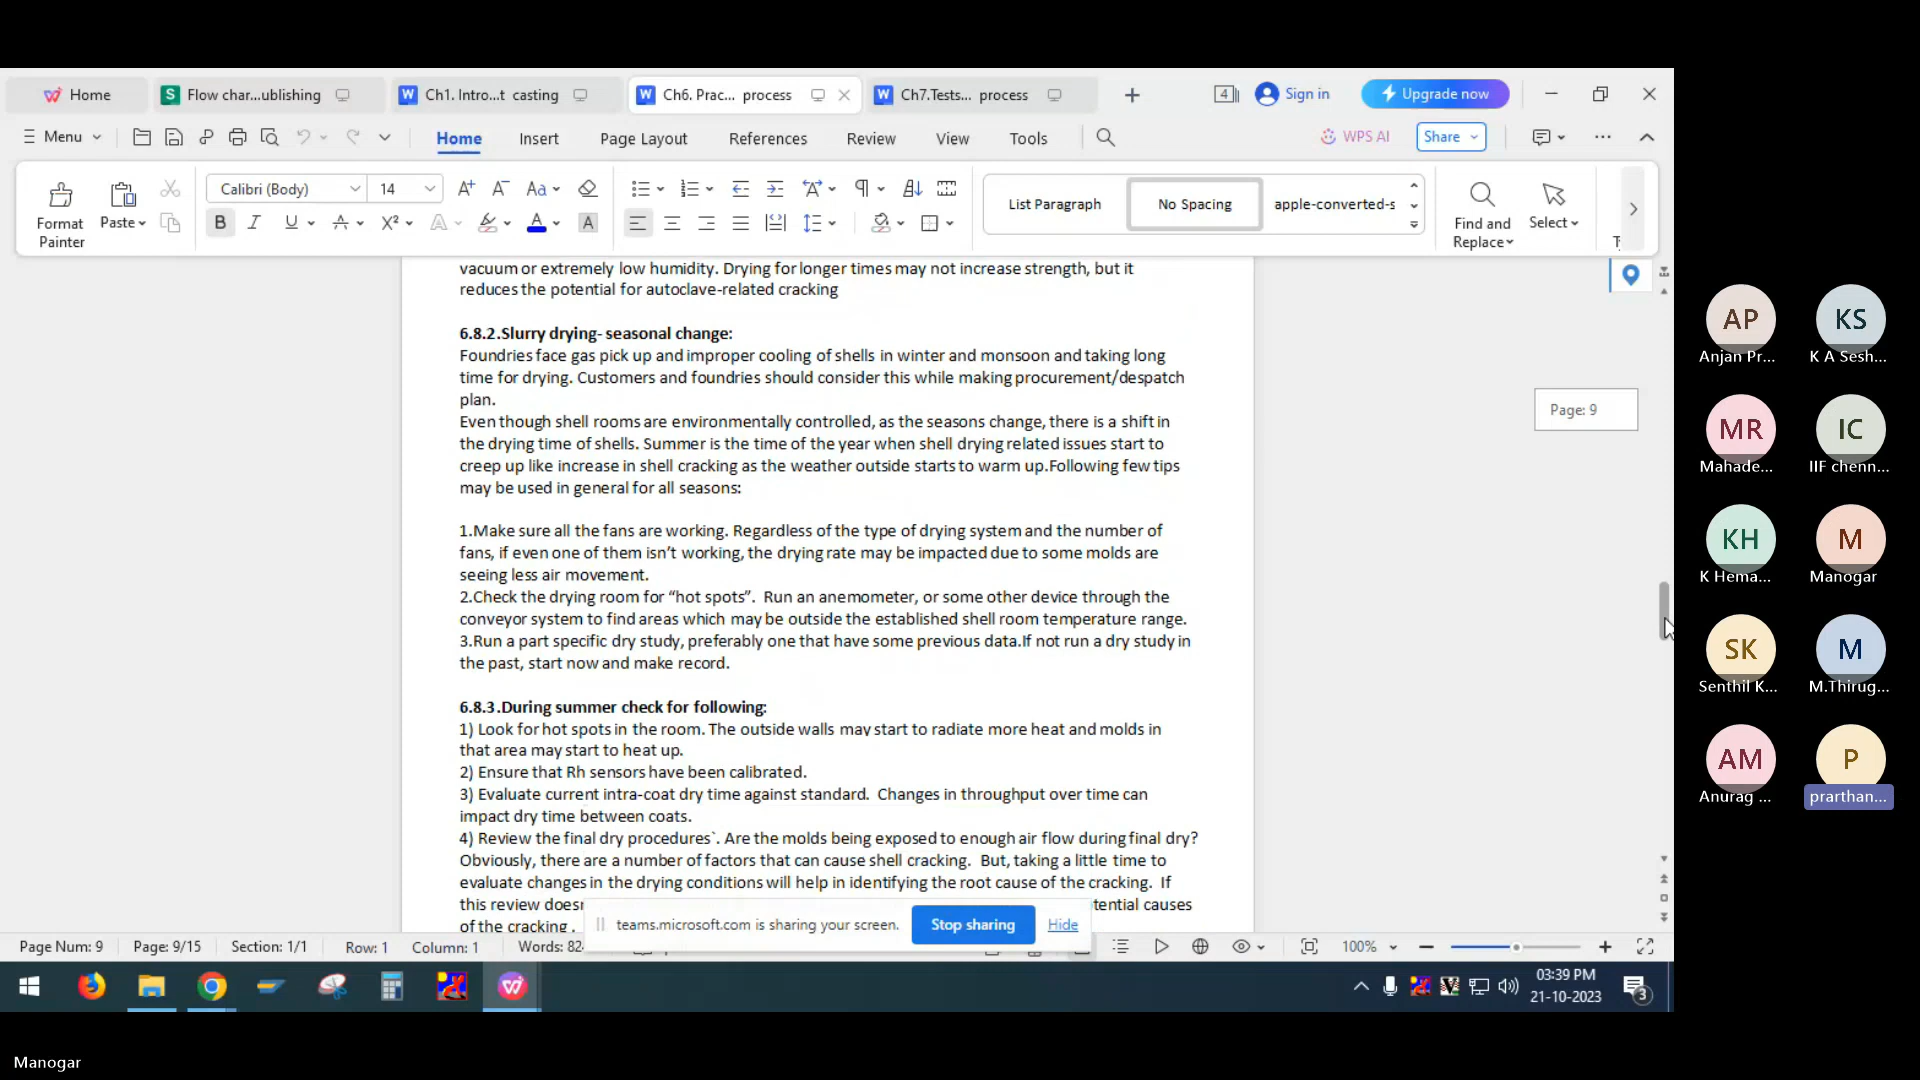 Home
Flow char...ublishing
Ch1. Intro...t casting
Ch6. Prac... process
Ch7.Tests... process
4
Sign in
Upgrade now
Menu
Home
Insert
Page Layout
References
Review
View
Tools
WPS AI
Share
Format
Painter
Paste
Calibri (Body)
14
List Paragraph
No Spacing
apple-converted-s
Find and
Replace
Select
vacuum or extremely low humidity. Drying for longer times may not increase strength, but it
reduces the potential for autoclave-related cracking
6.8.2.Slurry drying- seasonal change:
Foundries face gas pick up and improper cooling of shells in winter and monsoon and taking long
time for drying. Customers and foundries should consider this while making procurement/despatch
plan.
Even though shell rooms are environmentally controlled, as the seasons change, there is a shift in
the drying time of shells. Summer is the time of the year when shell drying related issues start to
creep up like increase in shell cracking as the weather outside starts to warm up.Following few tips
may be used in general for all seasons:
1.Make sure all the fans are working. Regardless of the type of drying system and the number of
fans, if even one of them isn’t working, the drying rate may be impacted due to some molds are
seeing less air movement.
2.Check the drying room for “hot spots”.  Run an anemometer, or some other device through the
conveyor system to find areas which may be outside the established shell room temperature range.
3.Run a part specific dry study, preferably one that have some previous data.If not run a dry study in
the past, start now and make record.
6.8.3.During summer check for following:
1) Look for hot spots in the room. The outside walls may start to radiate more heat and molds in
that area may start to heat up.
2) Ensure that Rh sensors have been calibrated.
3) Evaluate current intra-coat dry time against standard.  Changes in throughput over time can
impact dry time between coats.
4) Review the final dry procedures`. Are the molds being exposed to enough air flow during final dry?
Obviously, there are a number of factors that can cause shell cracking.  But, taking a little time to
evaluate changes in the drying conditions will help in identifying the root cause of the cracking.  If
this review does tential causes
of the cracking .
Page: 9
teams.microsoft.com is sharing your screen.
Stop sharing
Hide
Page Num: 9
Page: 9/15
Section: 1/1
Row: 1
Column: 1
Words: 82
100%
03:39 PM
21-10-2023
3
AP
Anjan Pr...
KS
K A Sesh...
MR
Mahade...
IC
IIF chenn...
KH
K Hema...
M
Manogar
SK
Senthil K...
M
M.Thirug...
AM
Anurag ...
P
prarthan...
Manogar